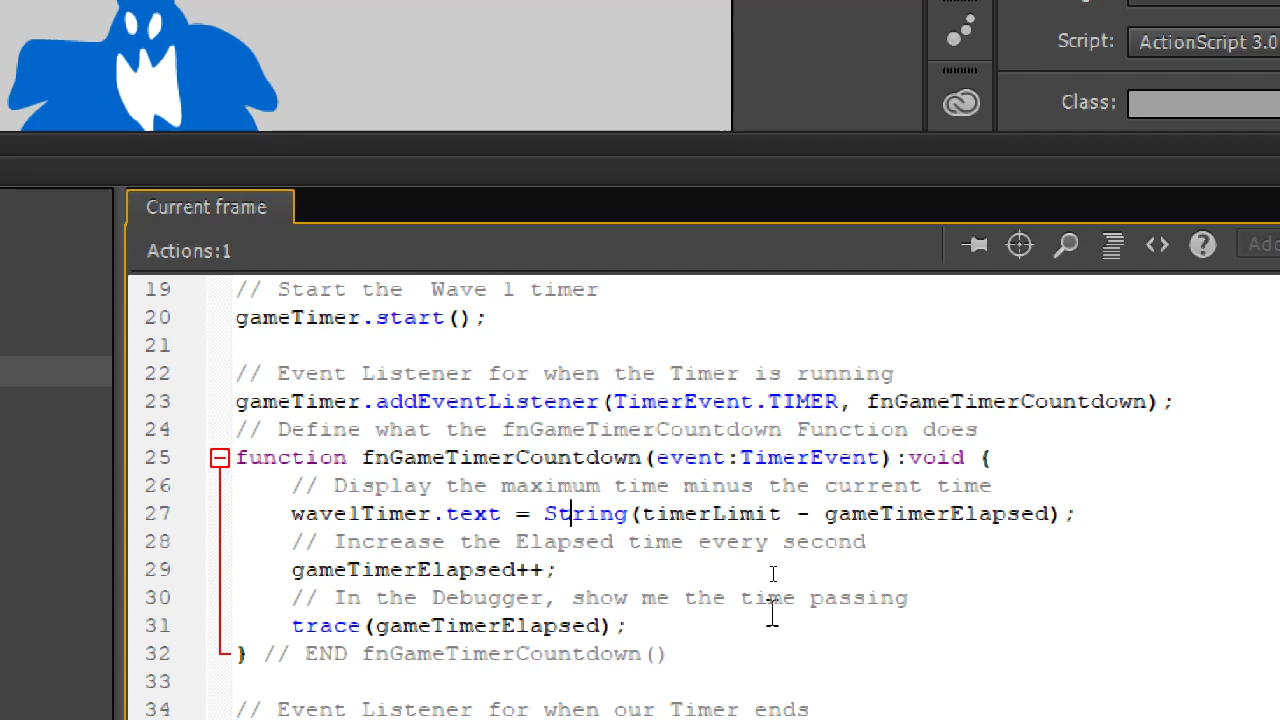 Script: ActionScript 3.0
Class:
Current frame
Actions:1
Add
19 // Start the  Wave 1 timer
20 gameTimer.start();
21
22 // Event Listener for when the Timer is running
23 gameTimer.addEventListener(TimerEvent.TIMER, fnGameTimerCountdown);
24 // Define what the fnGameTimerCountdown Function does
25 function fnGameTimerCountdown(event:TimerEvent):void {
26 // Display the maximum time minus the current time
27 wave1Timer.text = String(timerLimit - gameTimerElapsed);
28 // Increase the Elapsed time every second
29 gameTimerElapsed++;
30 // In the Debugger, show me the time passing
31 trace(gameTimerElapsed);
32 } // END fnGameTimerCountdown()
33
34 // Event Listener for when our Timer ends